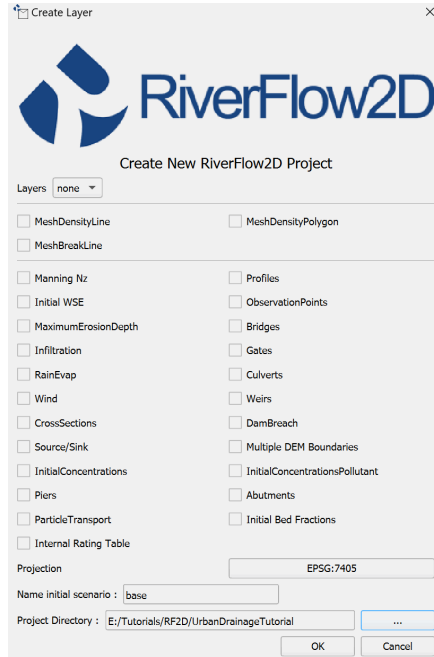 Create Layer
RiverFlow2D
Create New RiverFlow2D Project
Layers none
MeshDensityLine MeshDensityPolygon
MeshBreakLine
Manning Nz Profiles
Initial WSE ObservationPoints
MaximumErosionDepth Bridges
Infiltration Gates
RainEvap Culverts
Wind Weirs
CrossSections DamBreach
Source/Sink Multiple DEM Boundaries
InitialConcentrations InitialConcentrationsPollutant
Piers Abutments
ParticleTransport Initial Bed Fractions
Internal Rating Table
Projection EPSG:7405
Name initial scenario : base
Project Directory : E:/Tutorials/RF2D/UrbanDrainageTutorial ...
OK Cancel